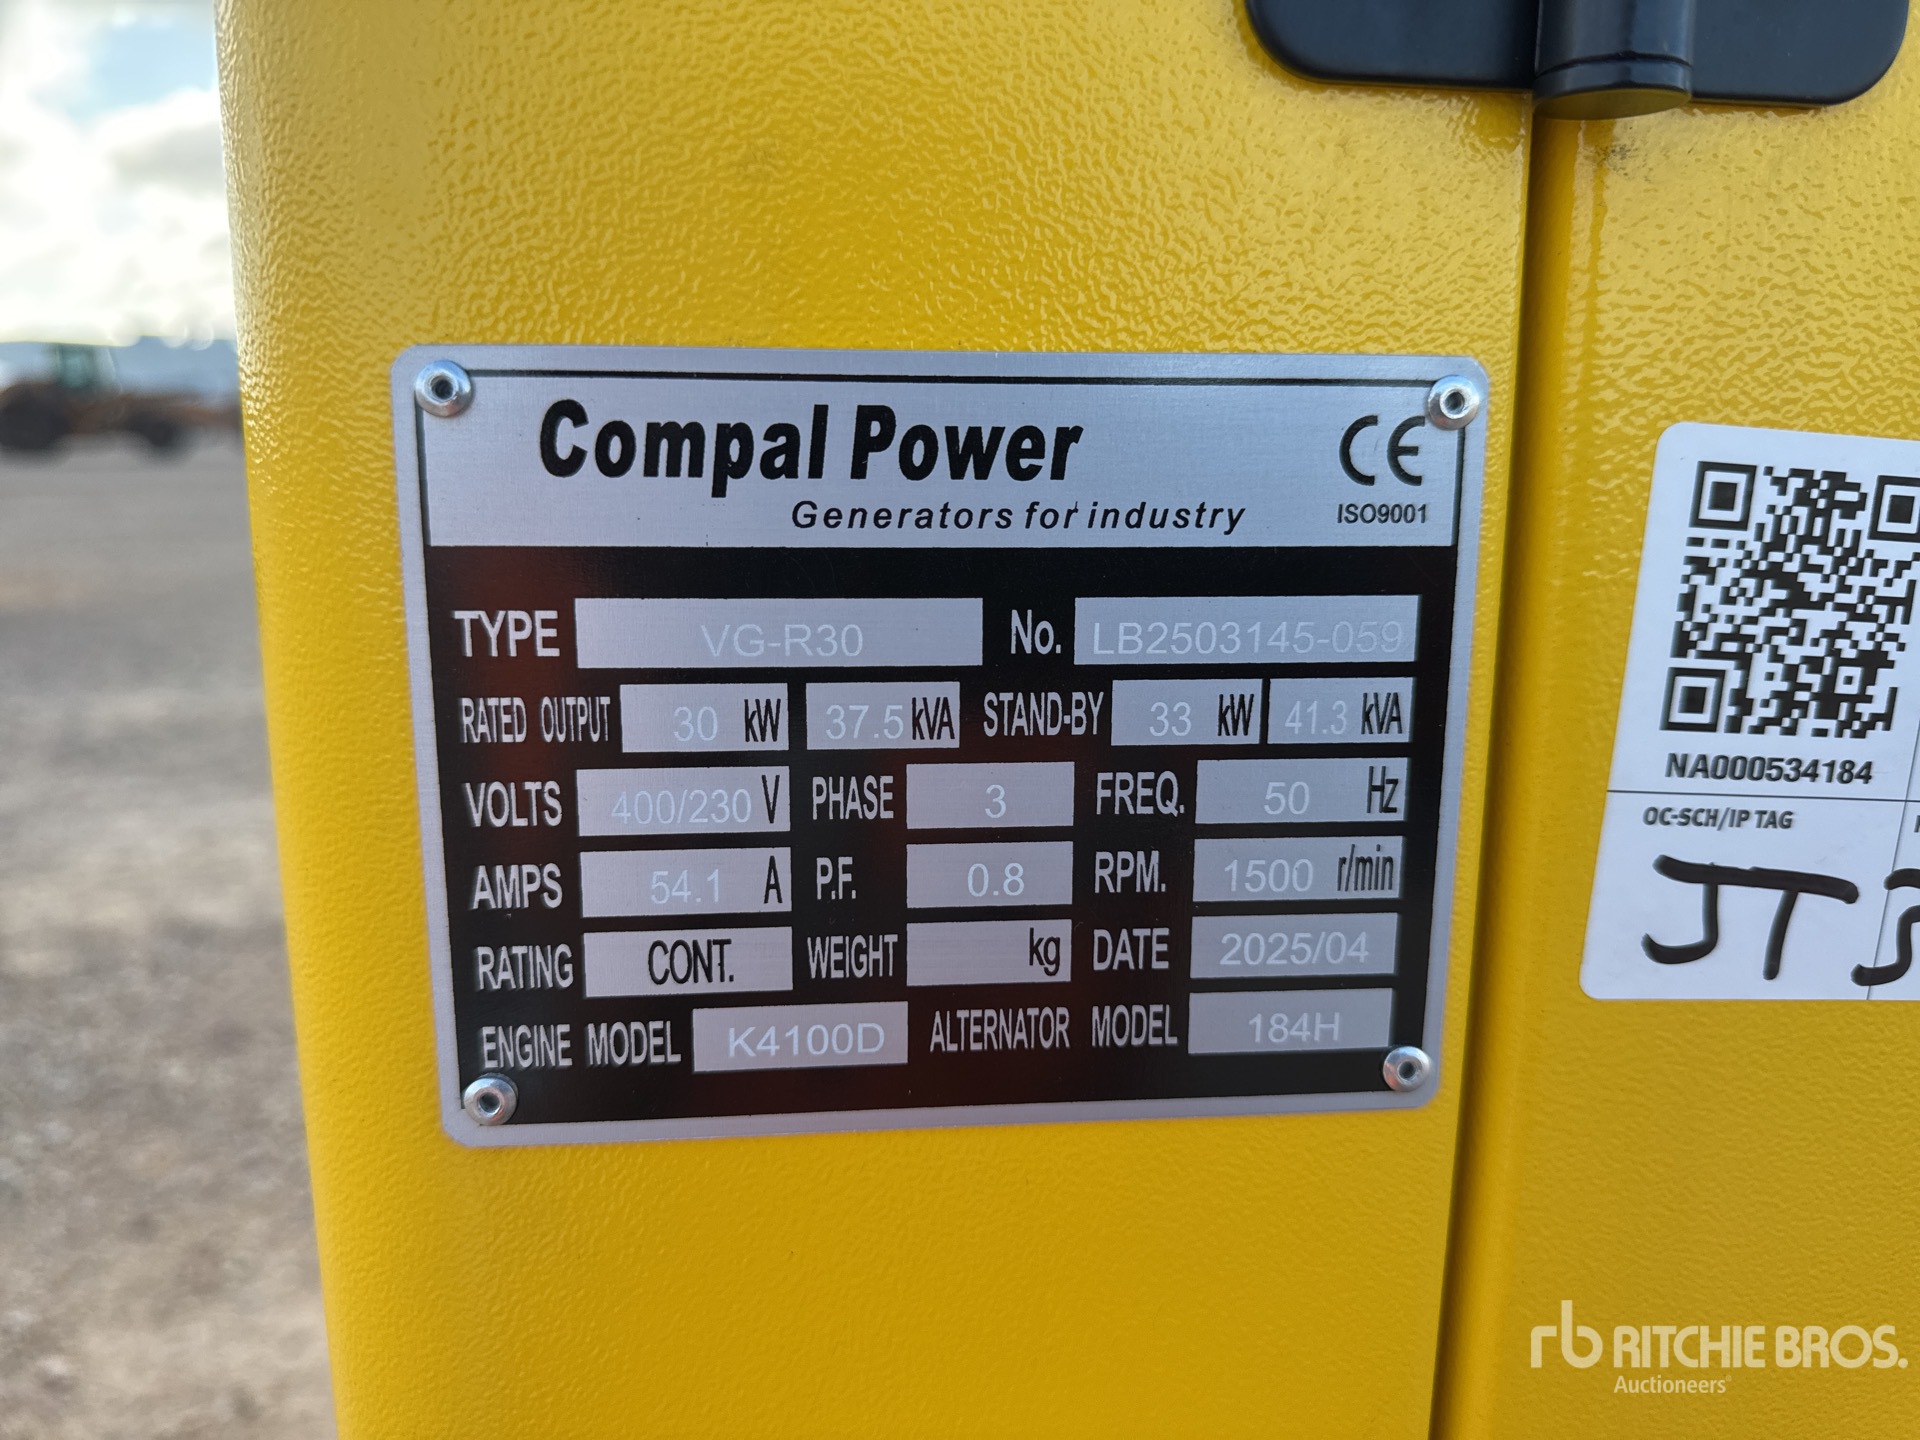 Compal Power
CE
Generators for industry
ISO9001
TYPE VG-R30 No. LB2503145-059
RATED OUTPUT 30 kW 37.5 kVA STAND-BY 33 kW 41.3 kVA
VOLTS 400/230 V PHASE 3 FREQ. 50 Hz
AMPS 54.1 A P.F. 0.8 RPM. 1500 r/min
RATING CONT. WEIGHT kg DATE 2025/04
ENGINE MODEL K4100D ALTERNATOR MODEL 184H
NA000534184
OC-SCH/IP TAG
JT
rb RITCHIE BROS.
Auctioneers